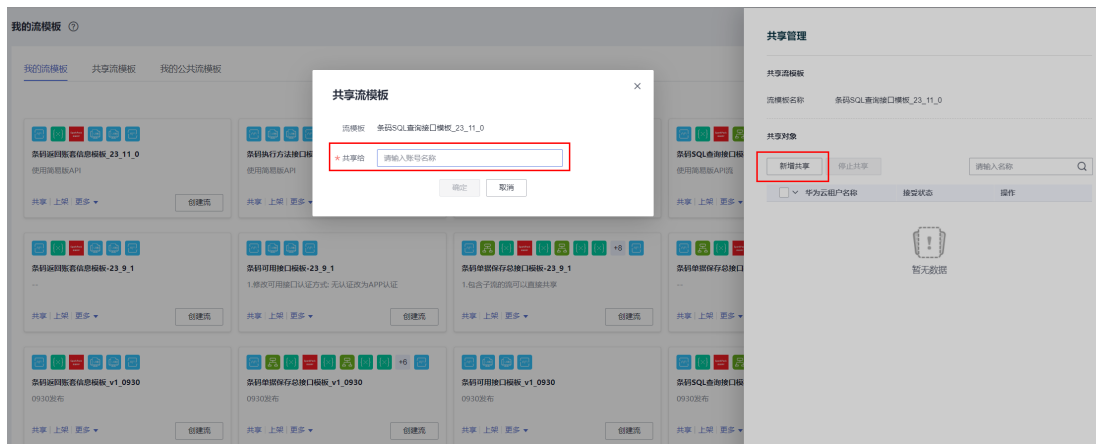 我的流模板
我的流模板 共享流模板 我的公共流模板
条码返回账套信息模板_23_11_0
使用简易版API
共享 上架 更多 创建流
条码执行方法接口模
使用简易版API
共享 上架 更多
条码SQL查询接口模
使用简易版API流
共享 上架 更多
条码返回账套信息模板-23_9_1
---
共享 上架 更多 创建流
条码可用接口模板-23_9_1
1.修改可用接口认证方式: 无认证改为APP认证
共享 上架 更多 创建流
+8
条码单据保存总接口模板-23_9_1
1.包含子流的流可以直接共享
共享 上架 更多 创建流
条码单据保存总接口
---
共享 上架 更多
条码返回账套信息模板_v1_0930
0930发布
共享 上架 更多 创建流
+6
条码单据保存总接口模板_v1_0930
0930发布
共享 上架 更多 创建流
条码可用接口模板_v1_0930
0930发布
共享 上架 更多 创建流
条码SQL查询接口模
0930发布
共享 上架 更多
共享流模板
流模板 条码SQL查询接口模板_23_11_0
* 共享给 请输入账号名称
确定 取消
共享管理
共享流模板
流模板名称 条码SQL查询接口模板_23_11_0
共享对象
新增共享 停止共享 请输入名称
华为云租户名称 接受状态 操作
暂无数据